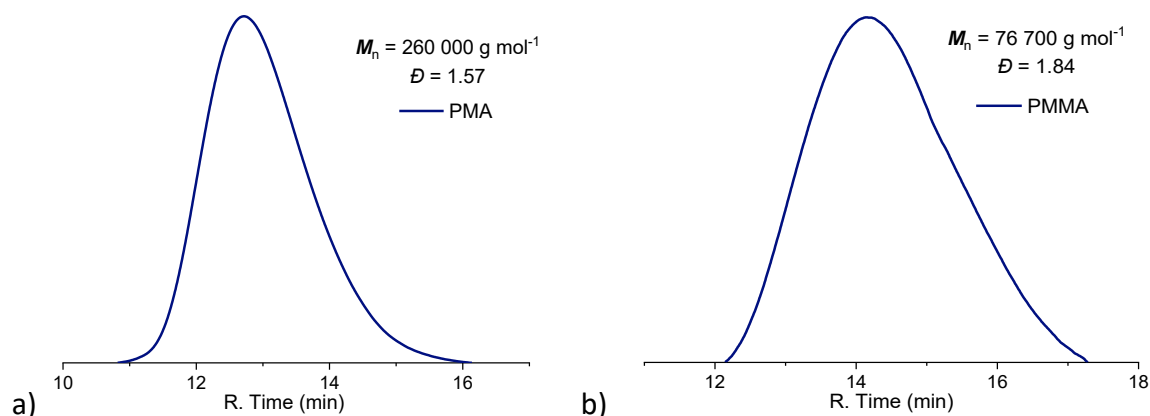 Mn = 260 000 g mol-1
Đ = 1.57
PMA
10 12 14 16
R. Time (min)
a)
Mn = 76 700 g mol-1
Đ = 1.84
PMMA
12 14 16 18
R. Time (min)
b)